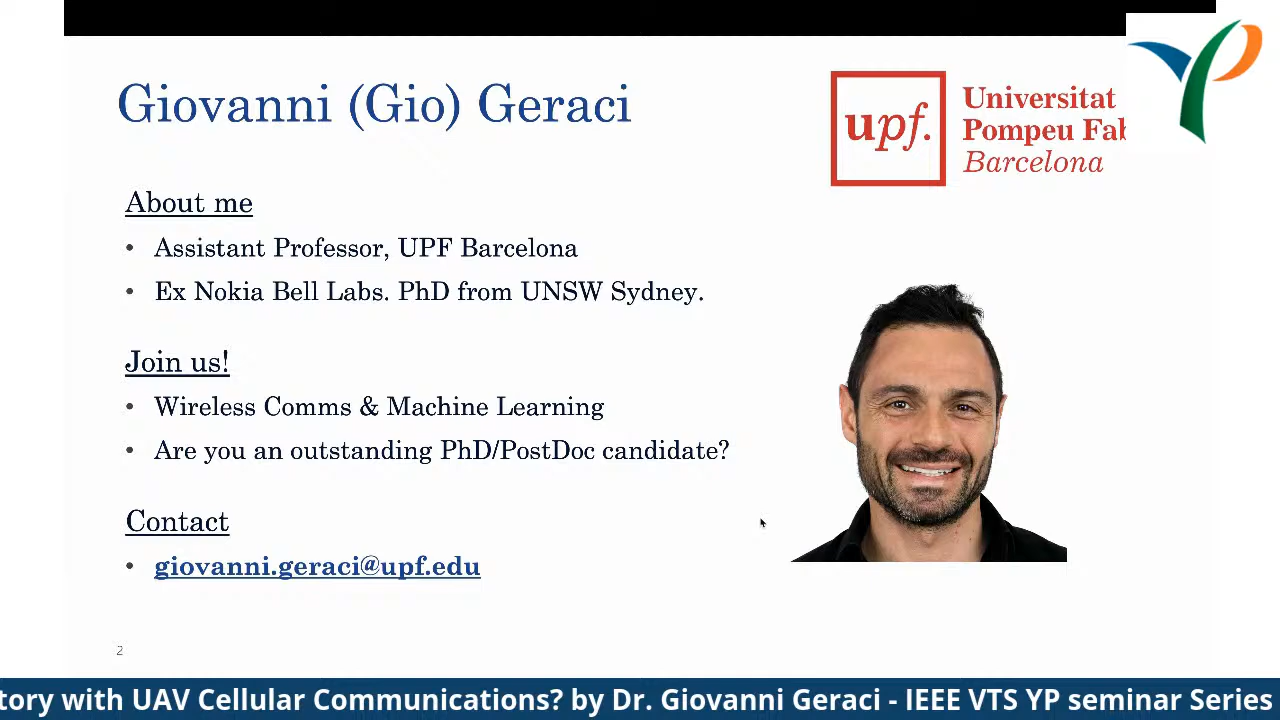 Giovanni (Gio) Geraci
upf.
Universitat
Pompeu Fab
Barcelona
About me
• Assistant Professor, UPF Barcelona
• Ex Nokia Bell Labs. PhD from UNSW Sydney.
Join us!
• Wireless Comms & Machine Learning
• Are you an outstanding PhD/PostDoc candidate?
Contact
• giovanni.geraci@upf.edu
2
tory with UAV Cellular Communications? by Dr. Giovanni Geraci - IEEE VTS YP seminar Series